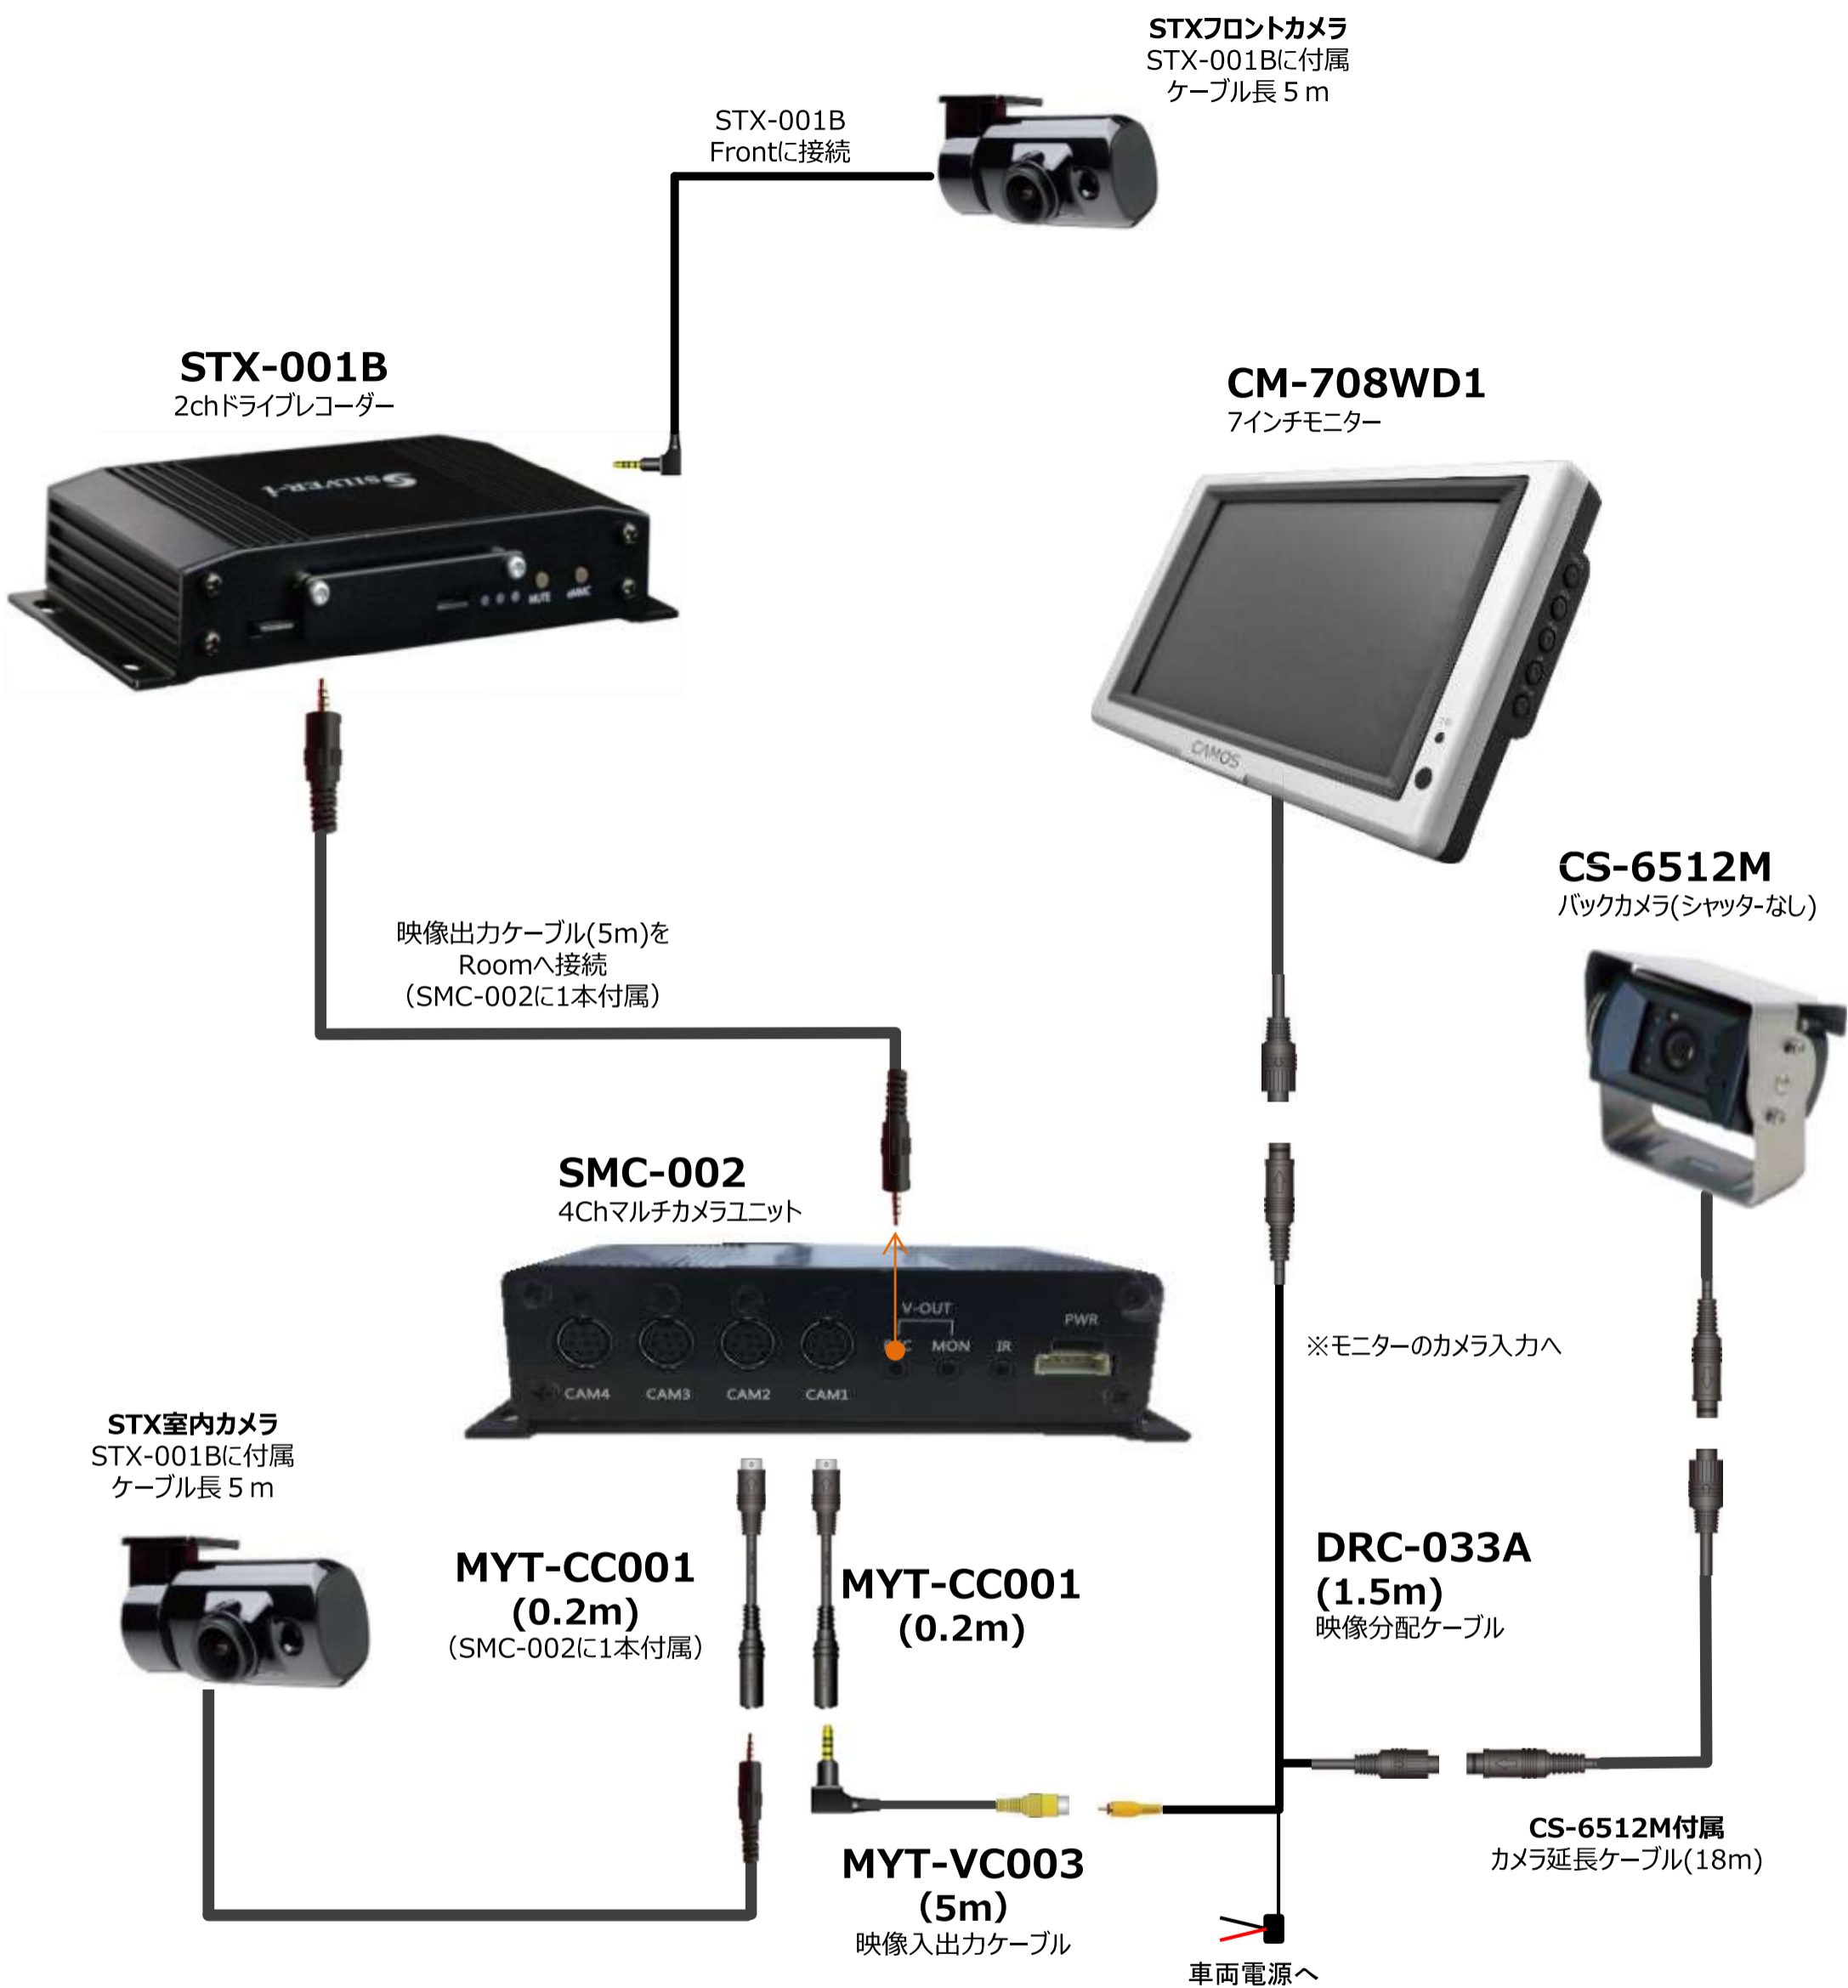 STXフロントカメラ
STX-001Bに付属
ケーブル長 5 m
STX-001B
Frontに接続
STX-001B
2chドライブレコーダー
SILVER-i
MUTE
eMMC
CM-708WD1
7インチモニター
CAMOS
CS-6512M
バックカメラ(シャッターなし)
映像出力ケーブル(5m)を
Roomへ接続
（SMC-002に1本付属）
SMC-002
4Chマルチカメラユニット
V-OUT
PWR
MON
IR
CAM4
CAM3
CAM2
CAM1
※モニターのカメラ入力へ
STX室内カメラ
STX-001Bに付属
ケーブル長 5 m
MYT-CC001
(0.2m)
（SMC-002に1本付属）
MYT-CC001
(0.2m)
DRC-033A
(1.5m)
映像分配ケーブル
MYT-VC003
（5m）
映像入出力ケーブル
CS-6512M付属
カメラ延長ケーブル(18m)
車両電源へ